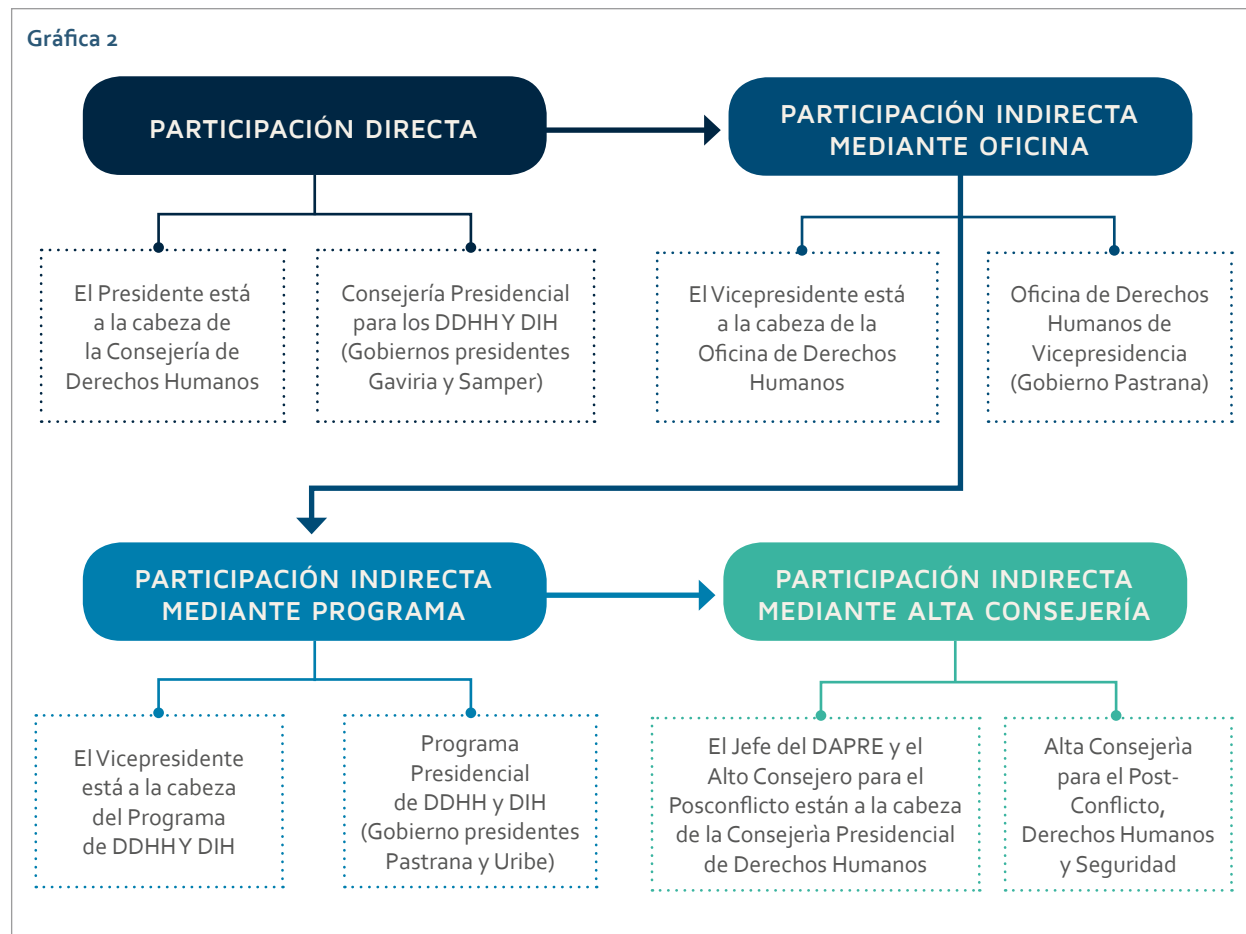 Gráfica 2
PARTICIPACIÓN DIRECTA
PARTICIPACIÓN INDIRECTA
MEDIANTE OFICINA
El Presidente está
a la cabeza de
la Consejería de
Derechos Humanos
Consejería Presidencial
para los DDHH Y DIH
(Gobiernos presidentes
Gaviria y Samper)
El Vicepresidente está
a la cabeza de la
Oficina de Derechos
Humanos
Oficina de Derechos
Humanos de
Vicepresidencia
(Gobierno Pastrana)
PARTICIPACIÓN INDIRECTA
MEDIANTE PROGRAMA
PARTICIPACIÓN INDIRECTA
MEDIANTE ALTA CONSEJERÍA
El Vicepresidente
está a la cabeza
del Programa
de DDHH Y DIH
Programa
Presidencial
de DDHH y DIH
(Gobierno presidentes
Pastrana y Uribe)
El Jefe del DAPRE y el
Alto Consejero para el
Posconflicto están a la cabeza
de la Consejerìa Presidencial
de Derechos Humanos
Alta Consejerìa
para el Post-
Conflicto,
Derechos Humanos
y Seguridad